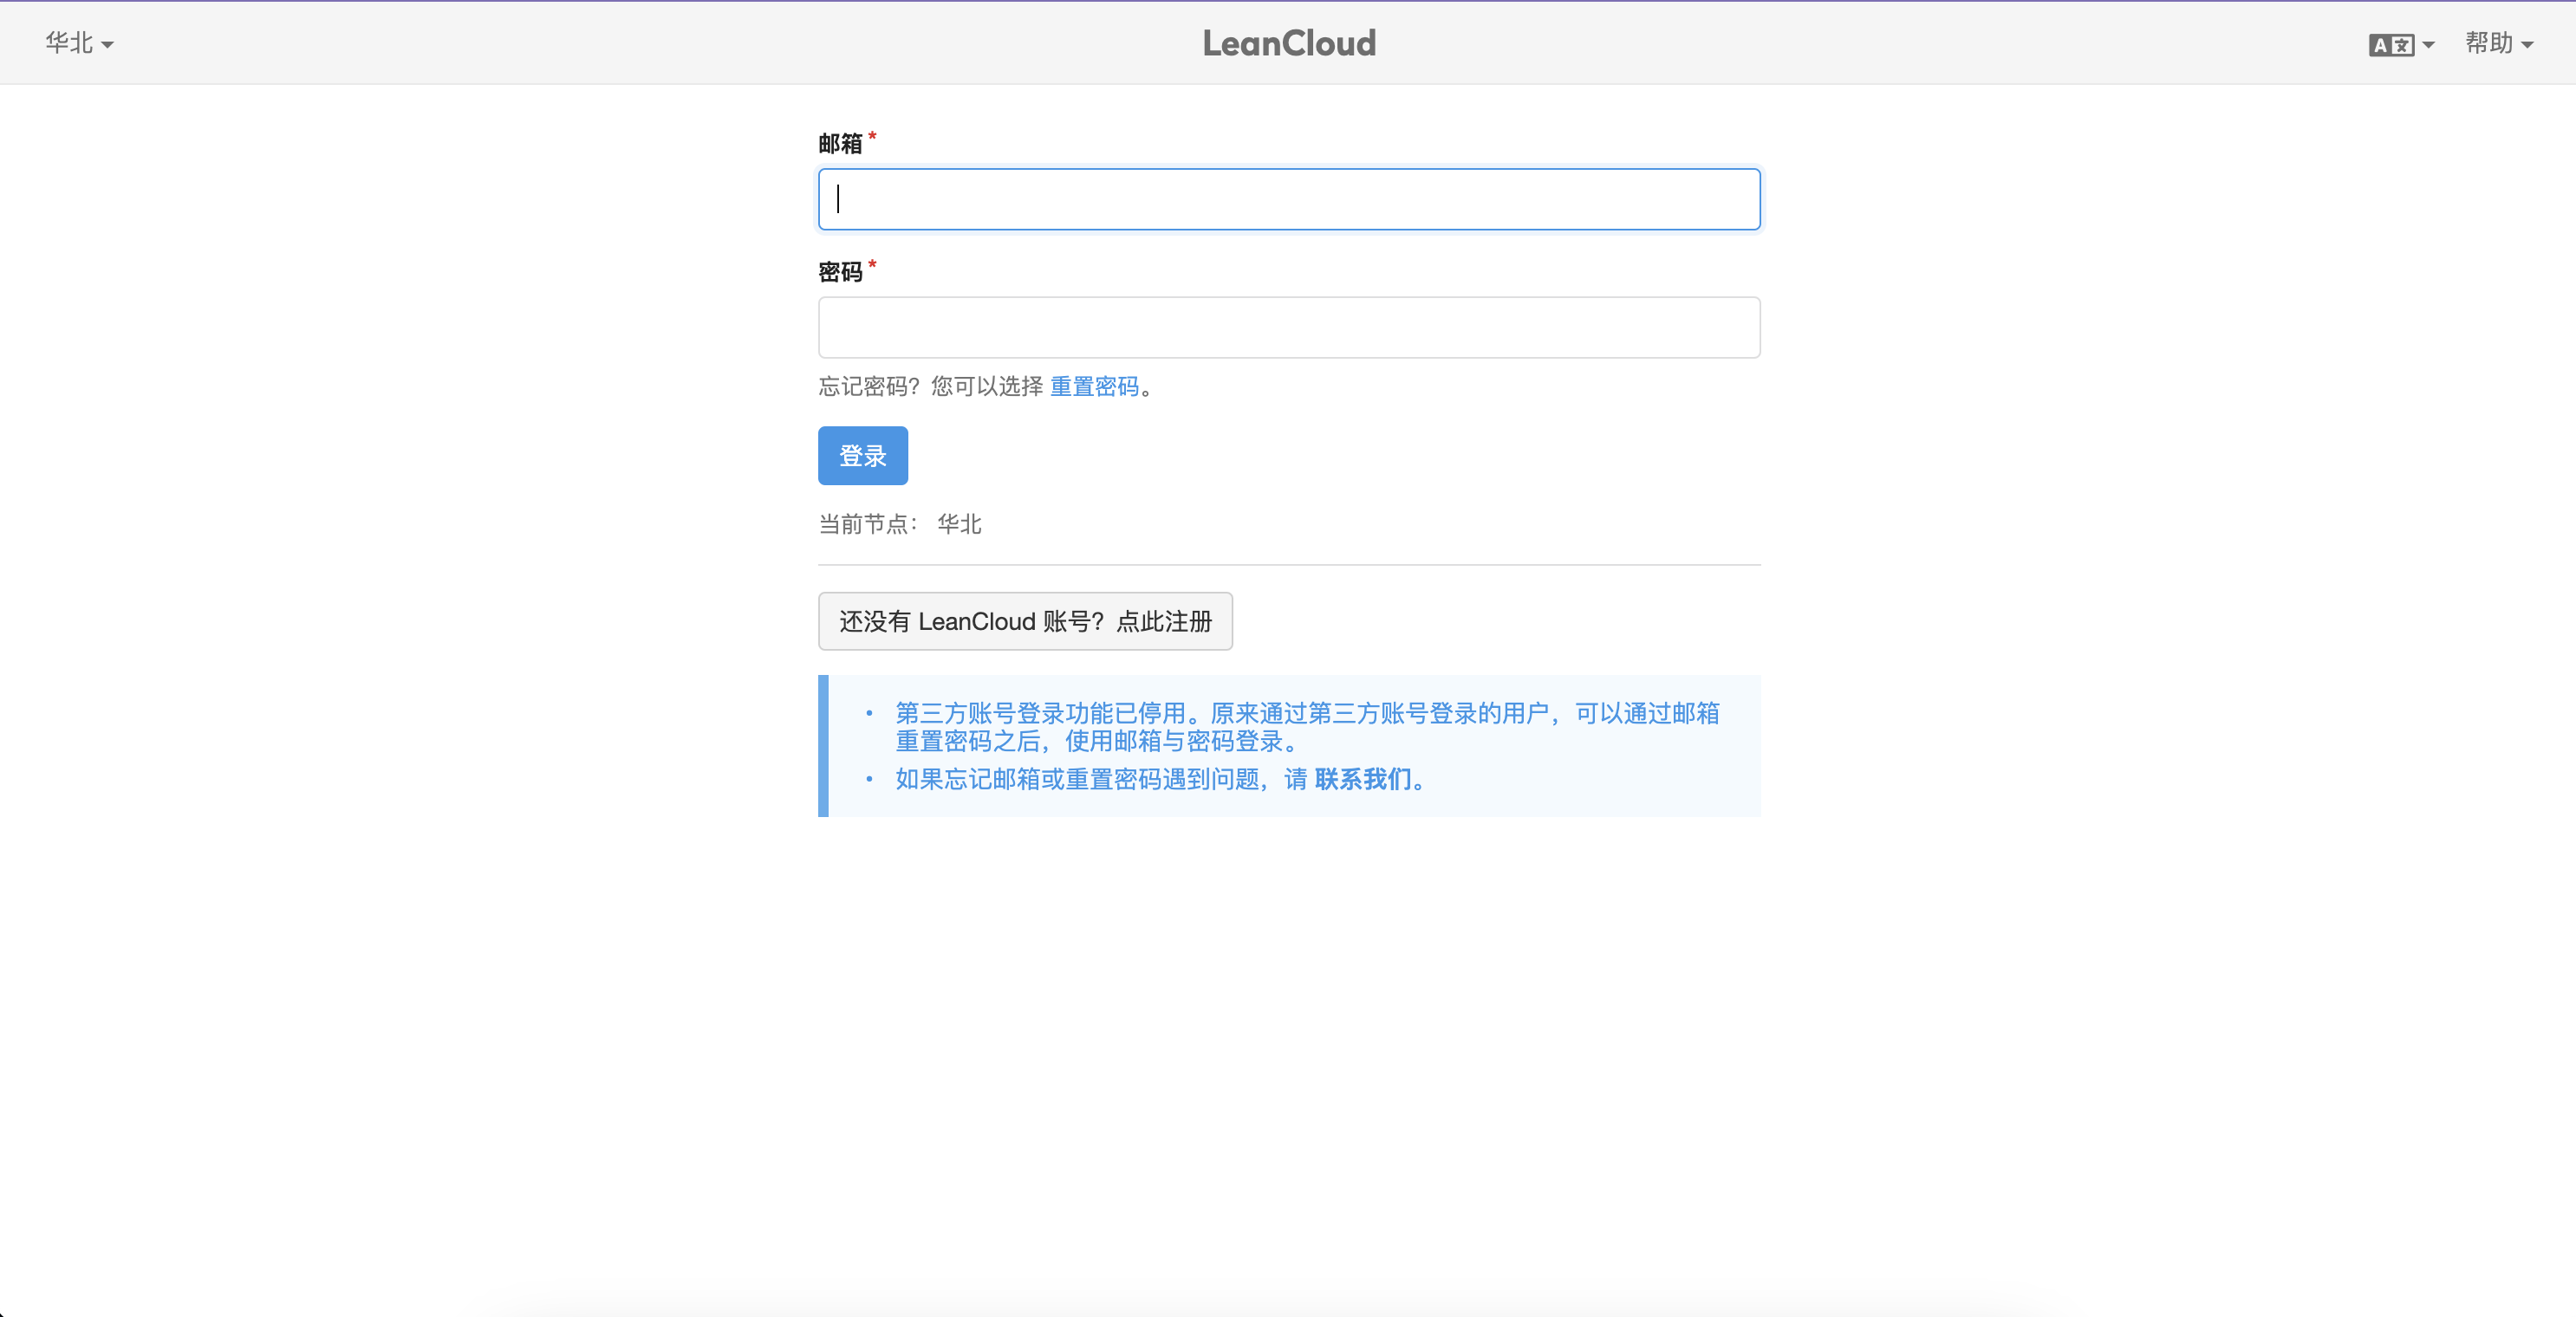 华北
LeanCloud
A 文
帮助
邮箱 *
密码 *
忘记密码？您可以选择 重置密码。
登录
当前节点： 华北
还没有 LeanCloud 账号？点此注册
• 第三方账号登录功能已停用。原来通过第三方账号登录的用户，可以通过邮箱
重置密码之后，使用邮箱与密码登录。
• 如果忘记邮箱或重置密码遇到问题，请 联系我们。